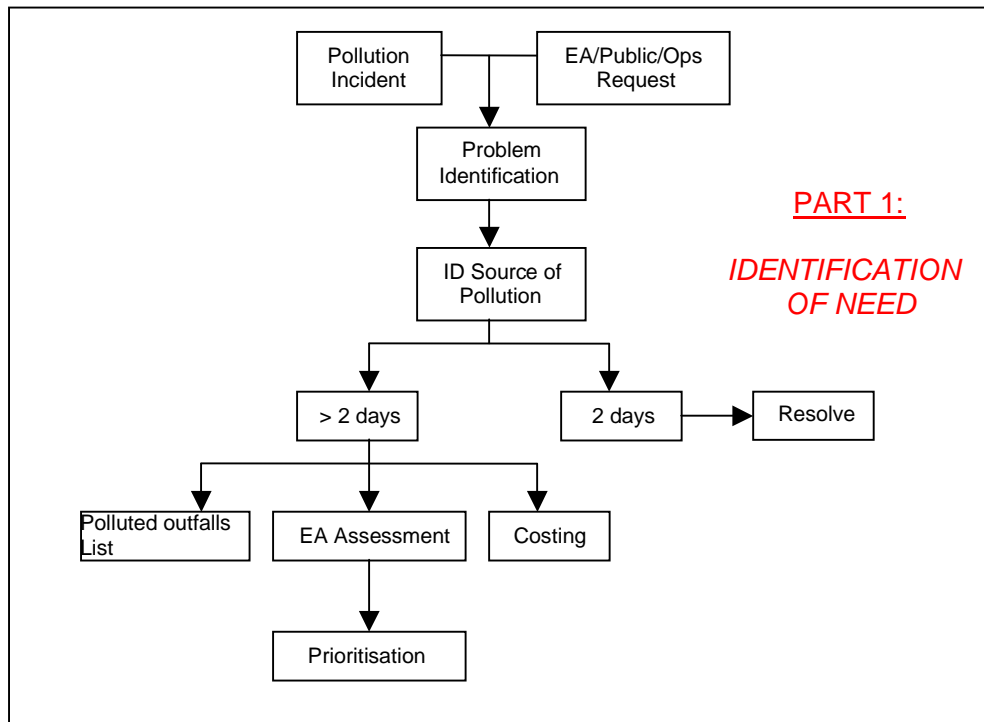 Pollution
Incident
EA/Public/Ops
Request
Problem
Identification
PART 1:
IDENTIFICATION
OF NEED
ID Source of
Pollution
> 2 days
2 days
Resolve
Polluted outfalls
List
EA Assessment
Costing
Prioritisation